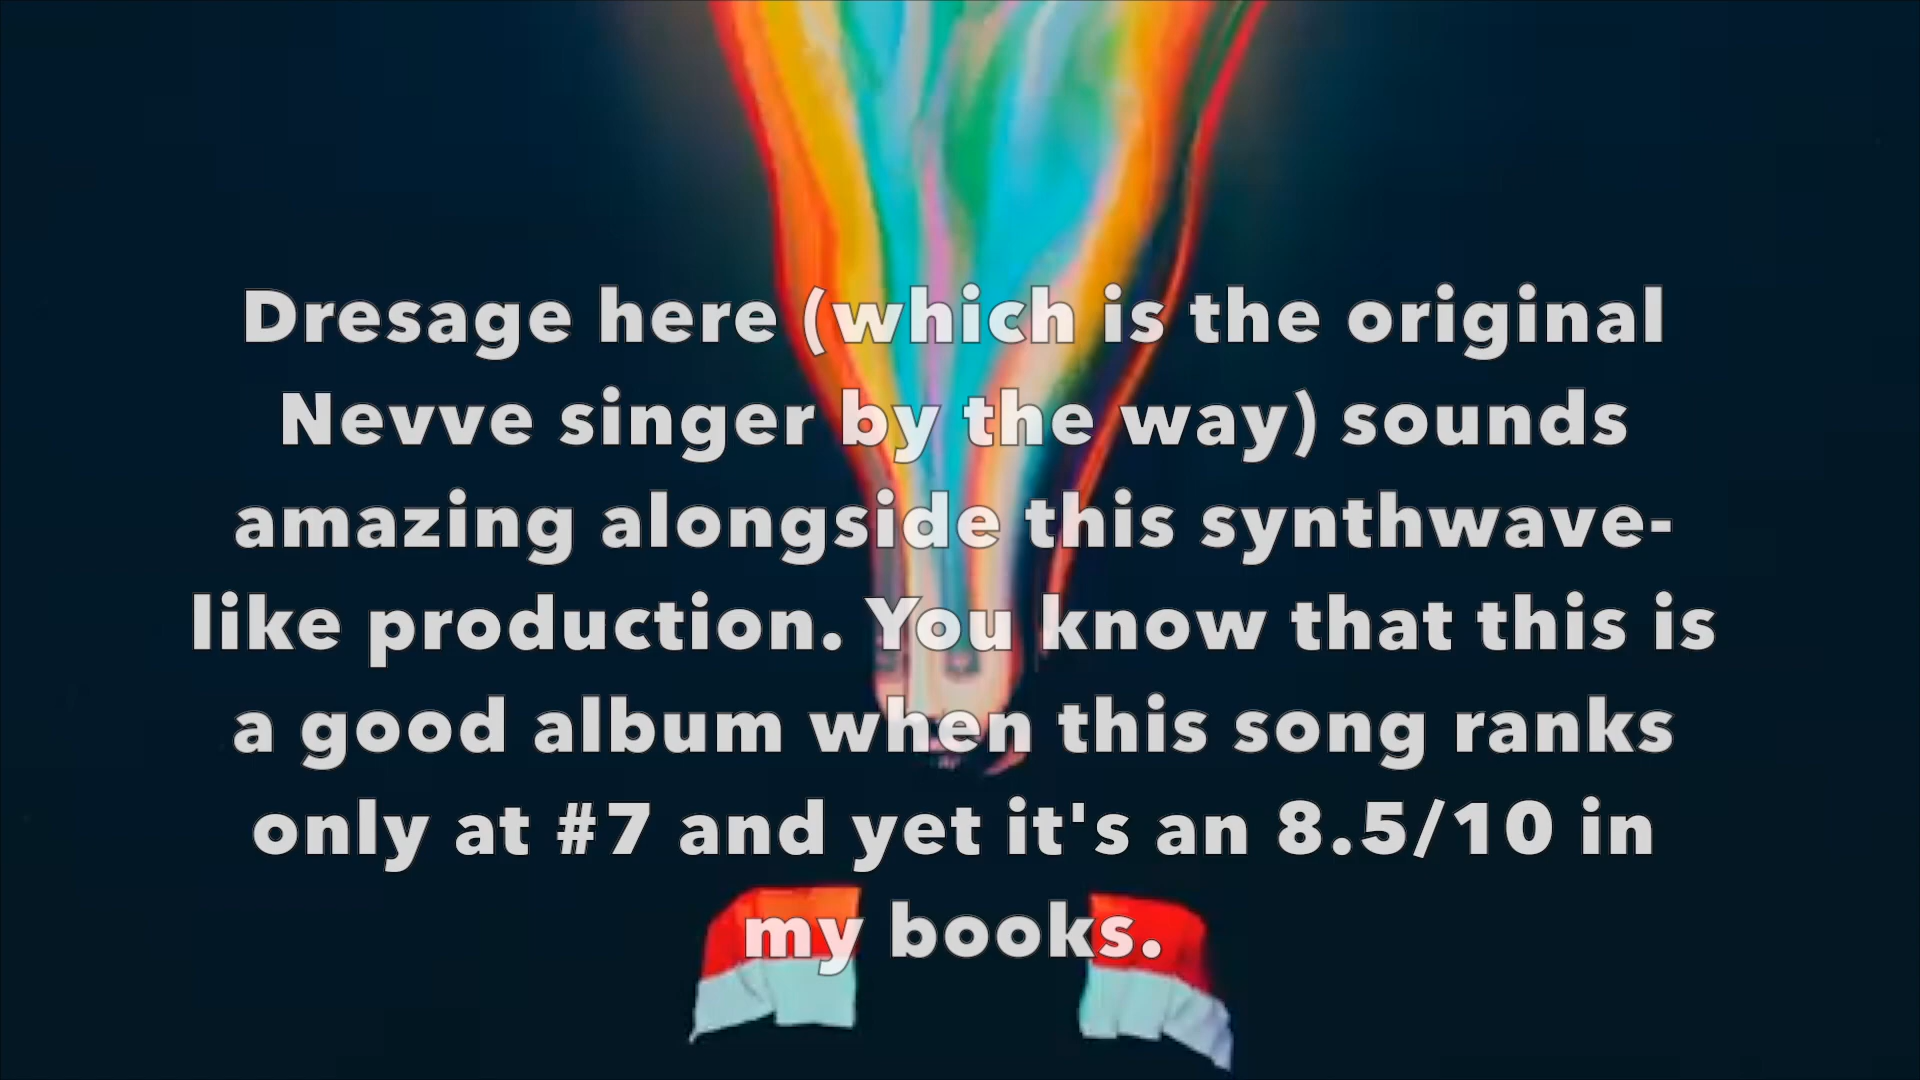 Dresage here (which is the original
Nevve singer by the way) sounds
amazing alongside this synthwave-
like production. You know that this is
a good album when this song ranks
only at #7 and yet it's an 8.5/10 in
my books.